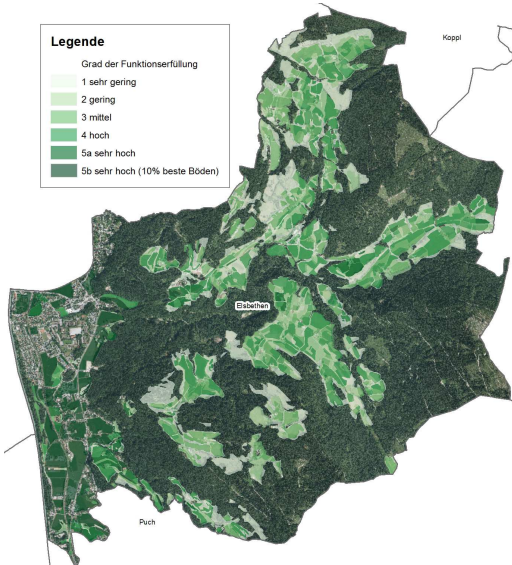 Legende
Grad der Funktionserfüllung
1 sehr gering
2 gering
3 mittel
4 hoch
5a sehr hoch
5b sehr hoch (10% beste Böden)
Koppl
Elsbethen
Puch